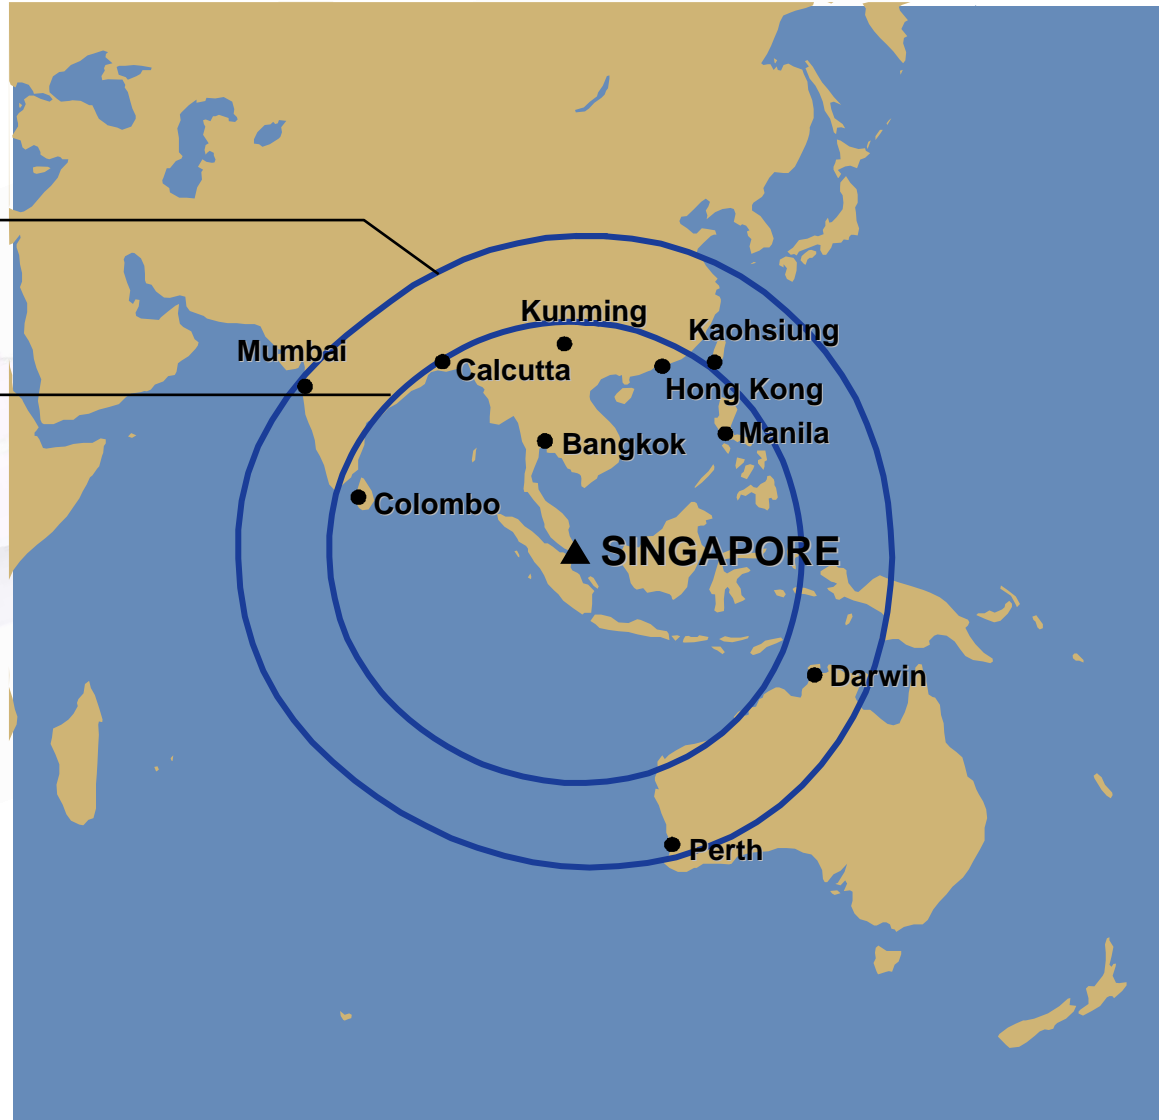 Kunming
Kaohsiung
Mumbai
Calcutta
Hong Kong
Manila
Bangkok
Colombo
SINGAPORE
Darwin
Perth